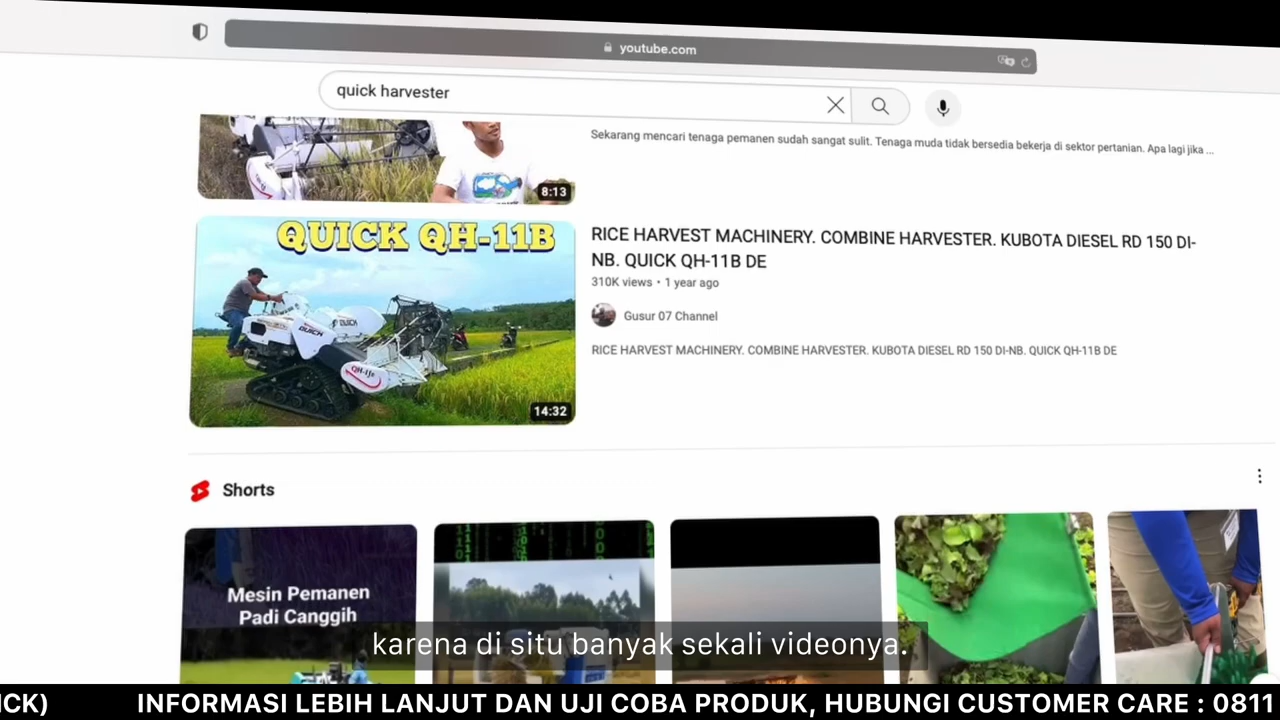 youtube.com
quick harvester
Sekarang mencari tenaga pemanen sudah sangat sulit. Tenaga muda tidak bersedia bekerja di sektor pertanian. Apa lagi jika ...
8:13
QUICK QH-11B
QUICK
QUICK
14:32
RICE HARVEST MACHINERY. COMBINE HARVESTER. KUBOTA DIESEL RD 150 DI-
NB. QUICK QH-11B DE
310K views • 1 year ago
Gusur 07 Channel
RICE HARVEST MACHINERY. COMBINE HARVESTER. KUBOTA DIESEL RD 150 DI-NB. QUICK QH-11B DE
Shorts
Mesin Pemanen
Padi Canggih
karena di situ banyak sekali videonya.
ICK) INFORMASI LEBIH LANJUT DAN UJI COBA PRODUK, HUBUNGI CUSTOMER CARE : 0811